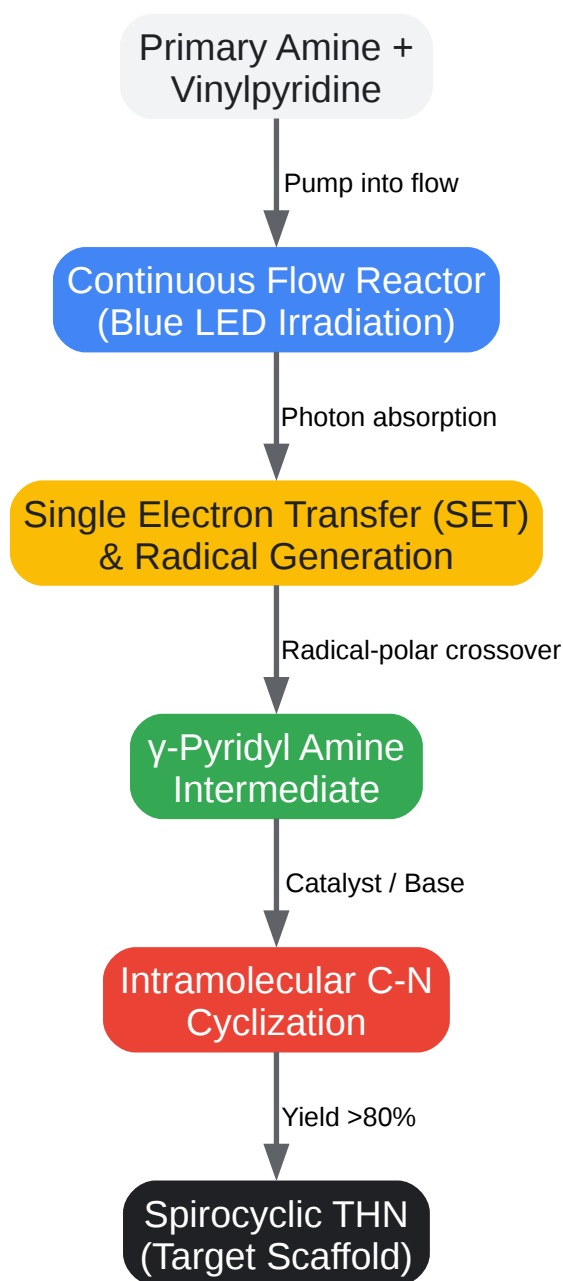 Primary Amine +
Vinylpyridine
Pump into flow
Continuous Flow Reactor
(Blue LED Irradiation)
Photon absorption
Single Electron Transfer (SET)
& Radical Generation
Radical-polar crossover
γ-Pyridyl Amine
Intermediate
Catalyst / Base
Intramolecular C-N
Cyclization
Yield >80%
Spirocyclic THN
(Target Scaffold)